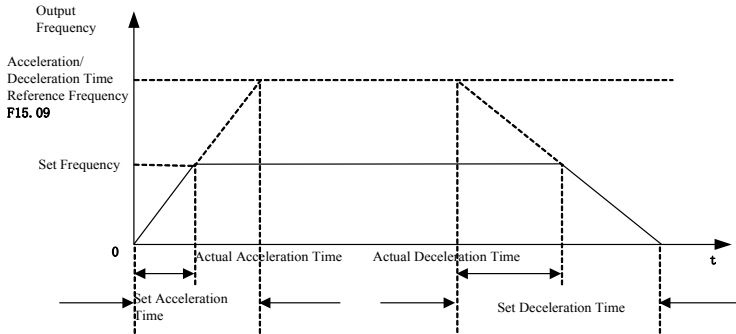 Output
Frequency
Acceleration/
Deceleration Time
Reference Frequency
F15.09
Set Frequency
0
t
Actual Acceleration Time
Actual Deceleration Time
Set Acceleration
Time
Set Deceleration Time